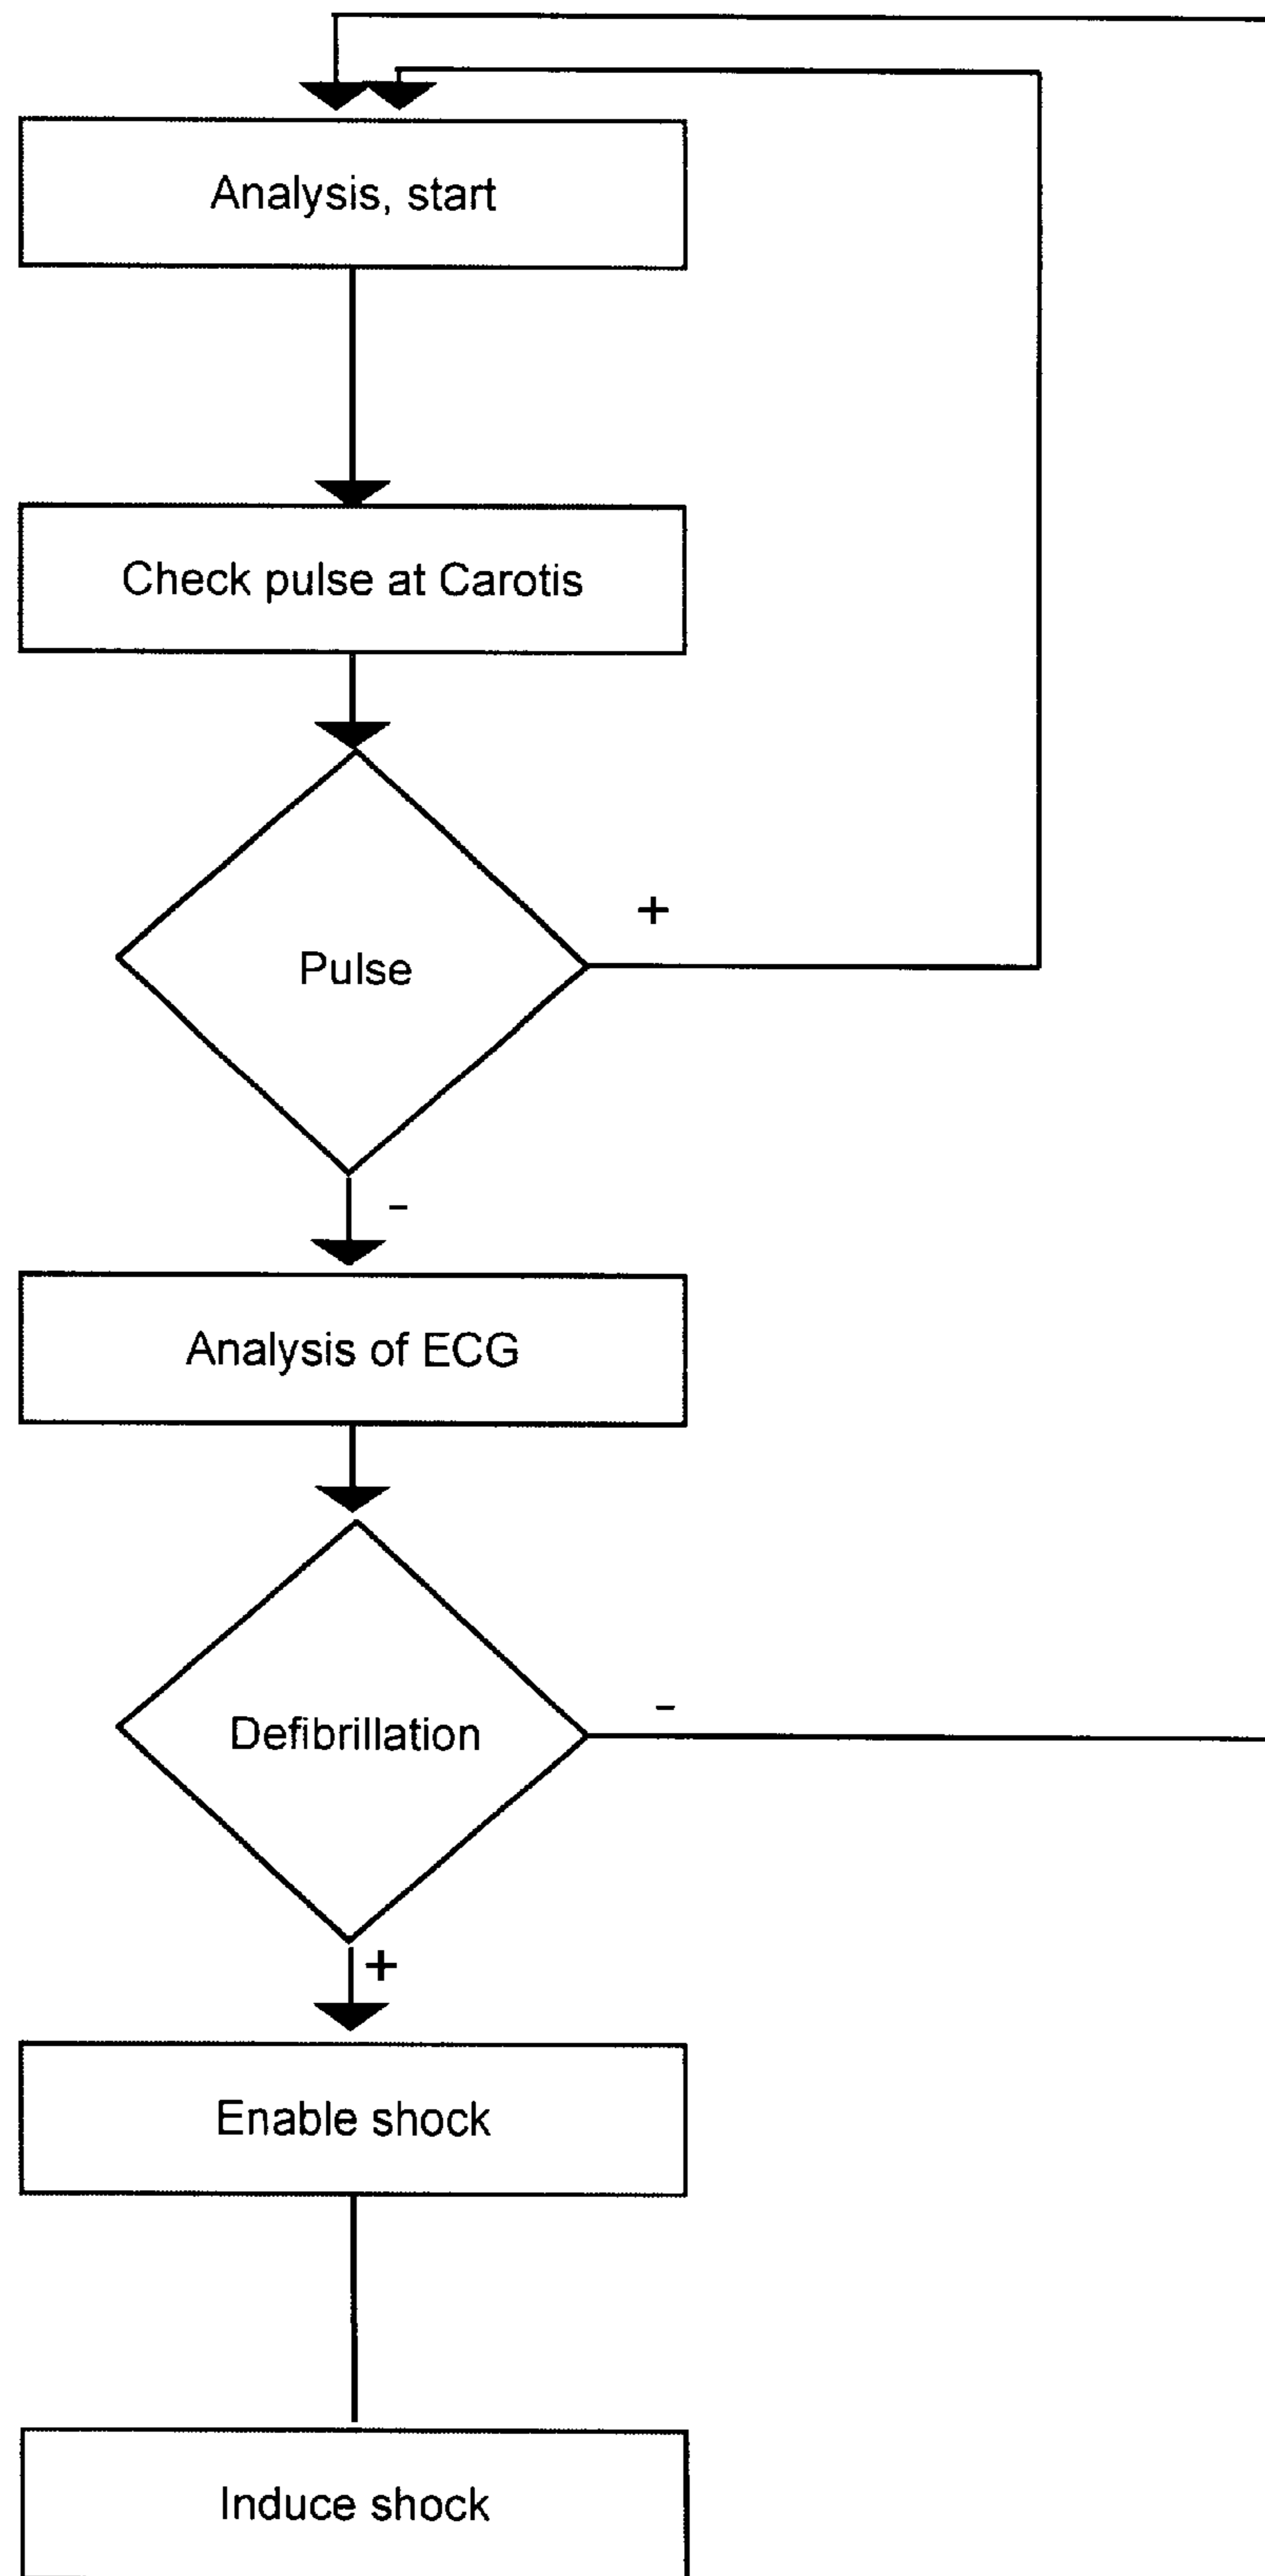 Analysis, start
Check pulse at Carotis
Pulse
+
-
Analysis of ECG
Defibrillation
-
+
Enable shock
Induce shock